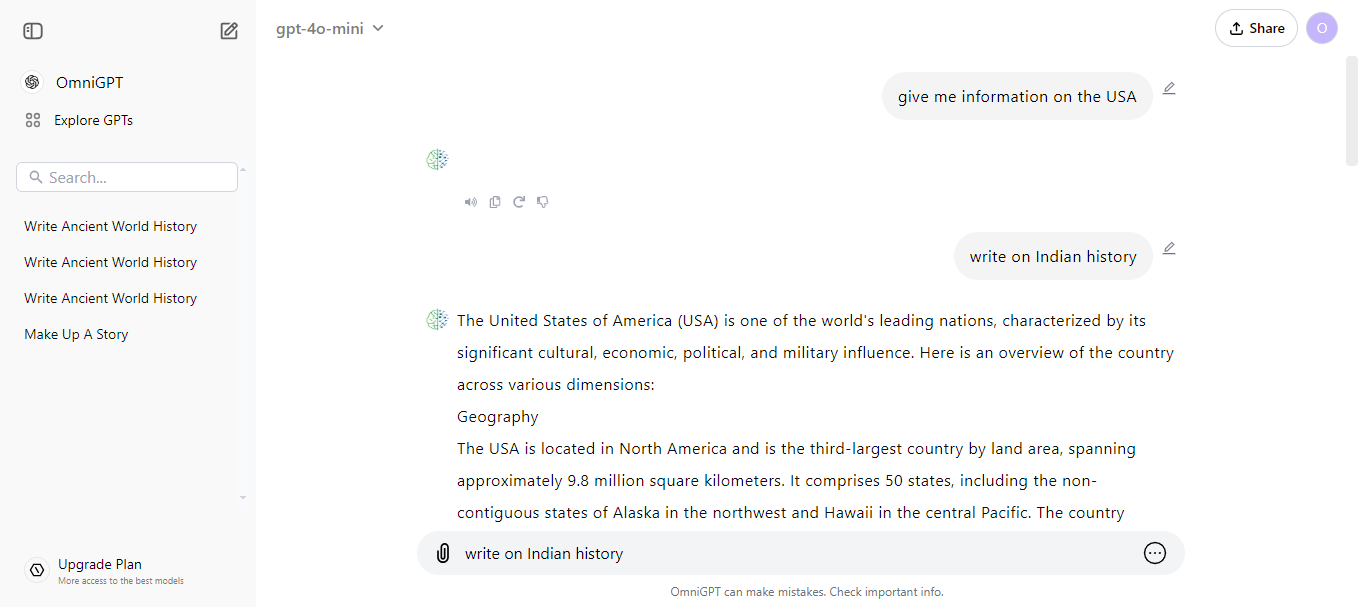 gpt-4o-mini
Share
O
OmniGPT
Explore GPTs
Search...
Write Ancient World History
Write Ancient World History
Write Ancient World History
Make Up A Story
Upgrade Plan
More access to the best models
give me information on the USA
write on Indian history
The United States of America (USA) is one of the world's leading nations, characterized by its
significant cultural, economic, political, and military influence. Here is an overview of the country
across various dimensions:
Geography
The USA is located in North America and is the third-largest country by land area, spanning
approximately 9.8 million square kilometers. It comprises 50 states, including the non-
contiguous states of Alaska in the northwest and Hawaii in the central Pacific. The country
write on Indian history
OmniGPT can make mistakes. Check important info.